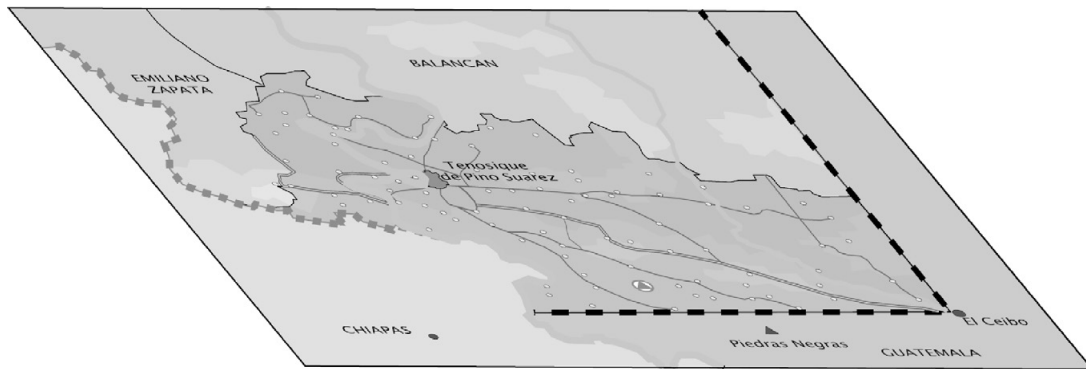 EMILIANO
ZAPATA
BALANCAN
Tenosique
de Pino Suarez
CHIAPAS
El Ceibo
Piedras Negras
GUATEMALA